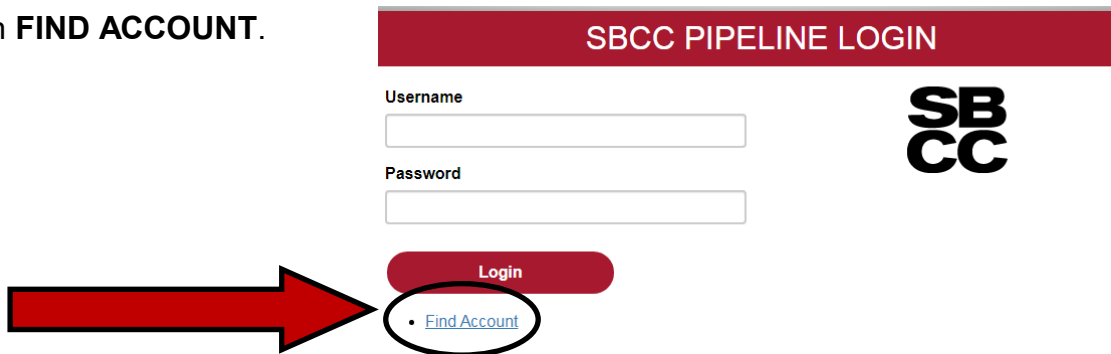 FIND ACCOUNT.
SBCC PIPELINE LOGIN
Username
SB
CC
Password
Login
• Find Account